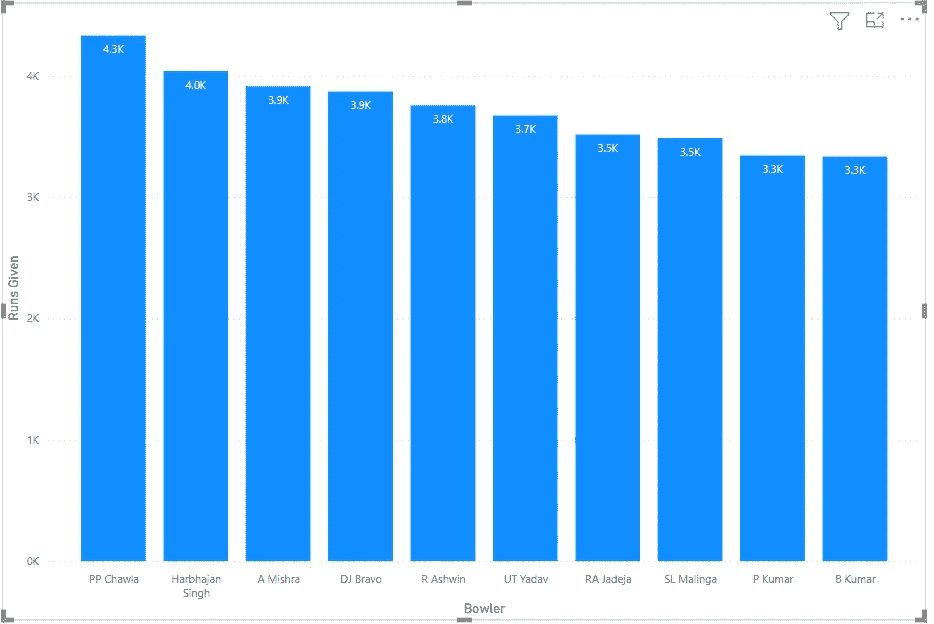 4.3K
4.0K
3.9K
3.9K
3.8K
3.7K
3.5K
3.5K
3.3K
3.3K
4K
3K
2K
1K
0K
Runs Given
PP Chawla
Harbhajan
Singh
A Mishra
DJ Bravo
R Ashwin
UT Yadav
RA Jadeja
SL Malinga
P Kumar
B Kumar
Bowler